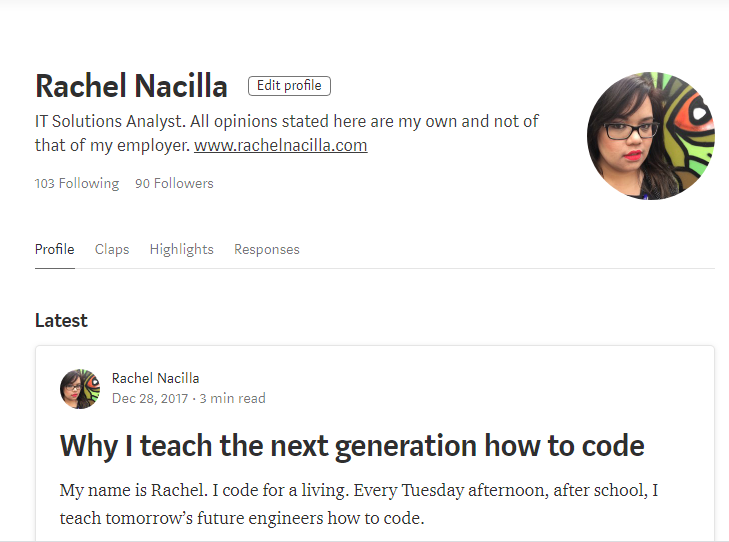 Rachel Nacilla Edit profile
IT Solutions Analyst. All opinions stated here are my own and not of
that of my employer. www.rachelnacilla.com
103 Following 90 Followers
Profile Claps Highlights Responses
Latest
Rachel Nacilla
Dec 28, 2017 · 3 min read
Why I teach the next generation how to code
My name is Rachel. I code for a living. Every Tuesday afternoon, after school, I
teach tomorrow’s future engineers how to code.